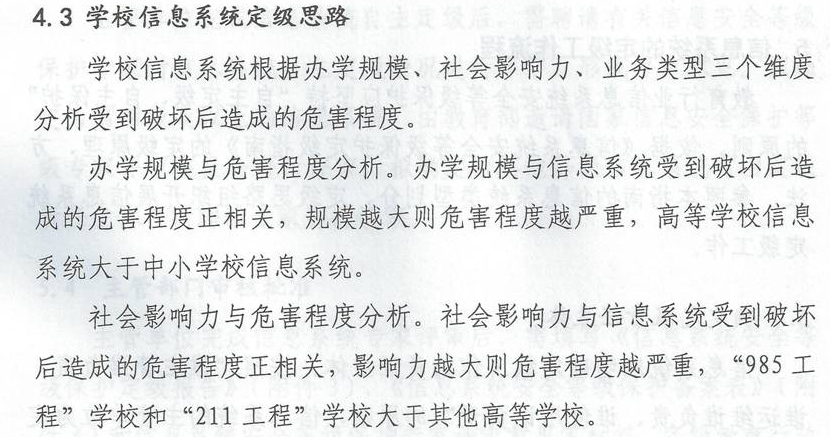 4.3 学校信息系统定级思路
学校信息系统根据办学规模、社会影响力、业务类型三个维度
分析受到破坏后造成的危害程度。
办学规模与危害程度分析。办学规模与信息系统受到破坏后造
成的危害程度正相关，规模越大则危害程度越严重，高等学校信息
系统大于中小学校信息系统。
社会影响力与危害程度分析。社会影响力与信息系统受到破坏
后造成的危害程度正相关，影响力越大则危害程度越严重，“985 工
程”学校和“211 工程”学校大于其他高等学校。